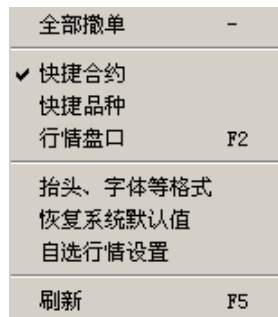 全部撤单 -
快捷合约
快捷品种
行情盘口 F2
抬头、字体等格式
恢复系统默认值
自选行情设置
刷新 F5